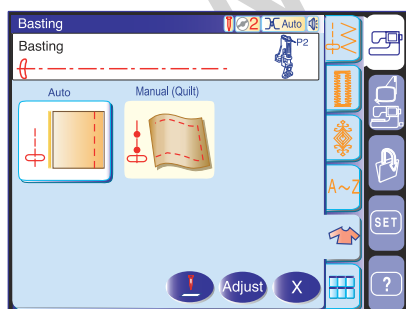 Basting
2
Auto
Basting
P2
Auto
Manual (Quilt)
A~Z
SET
Adjust
X
?